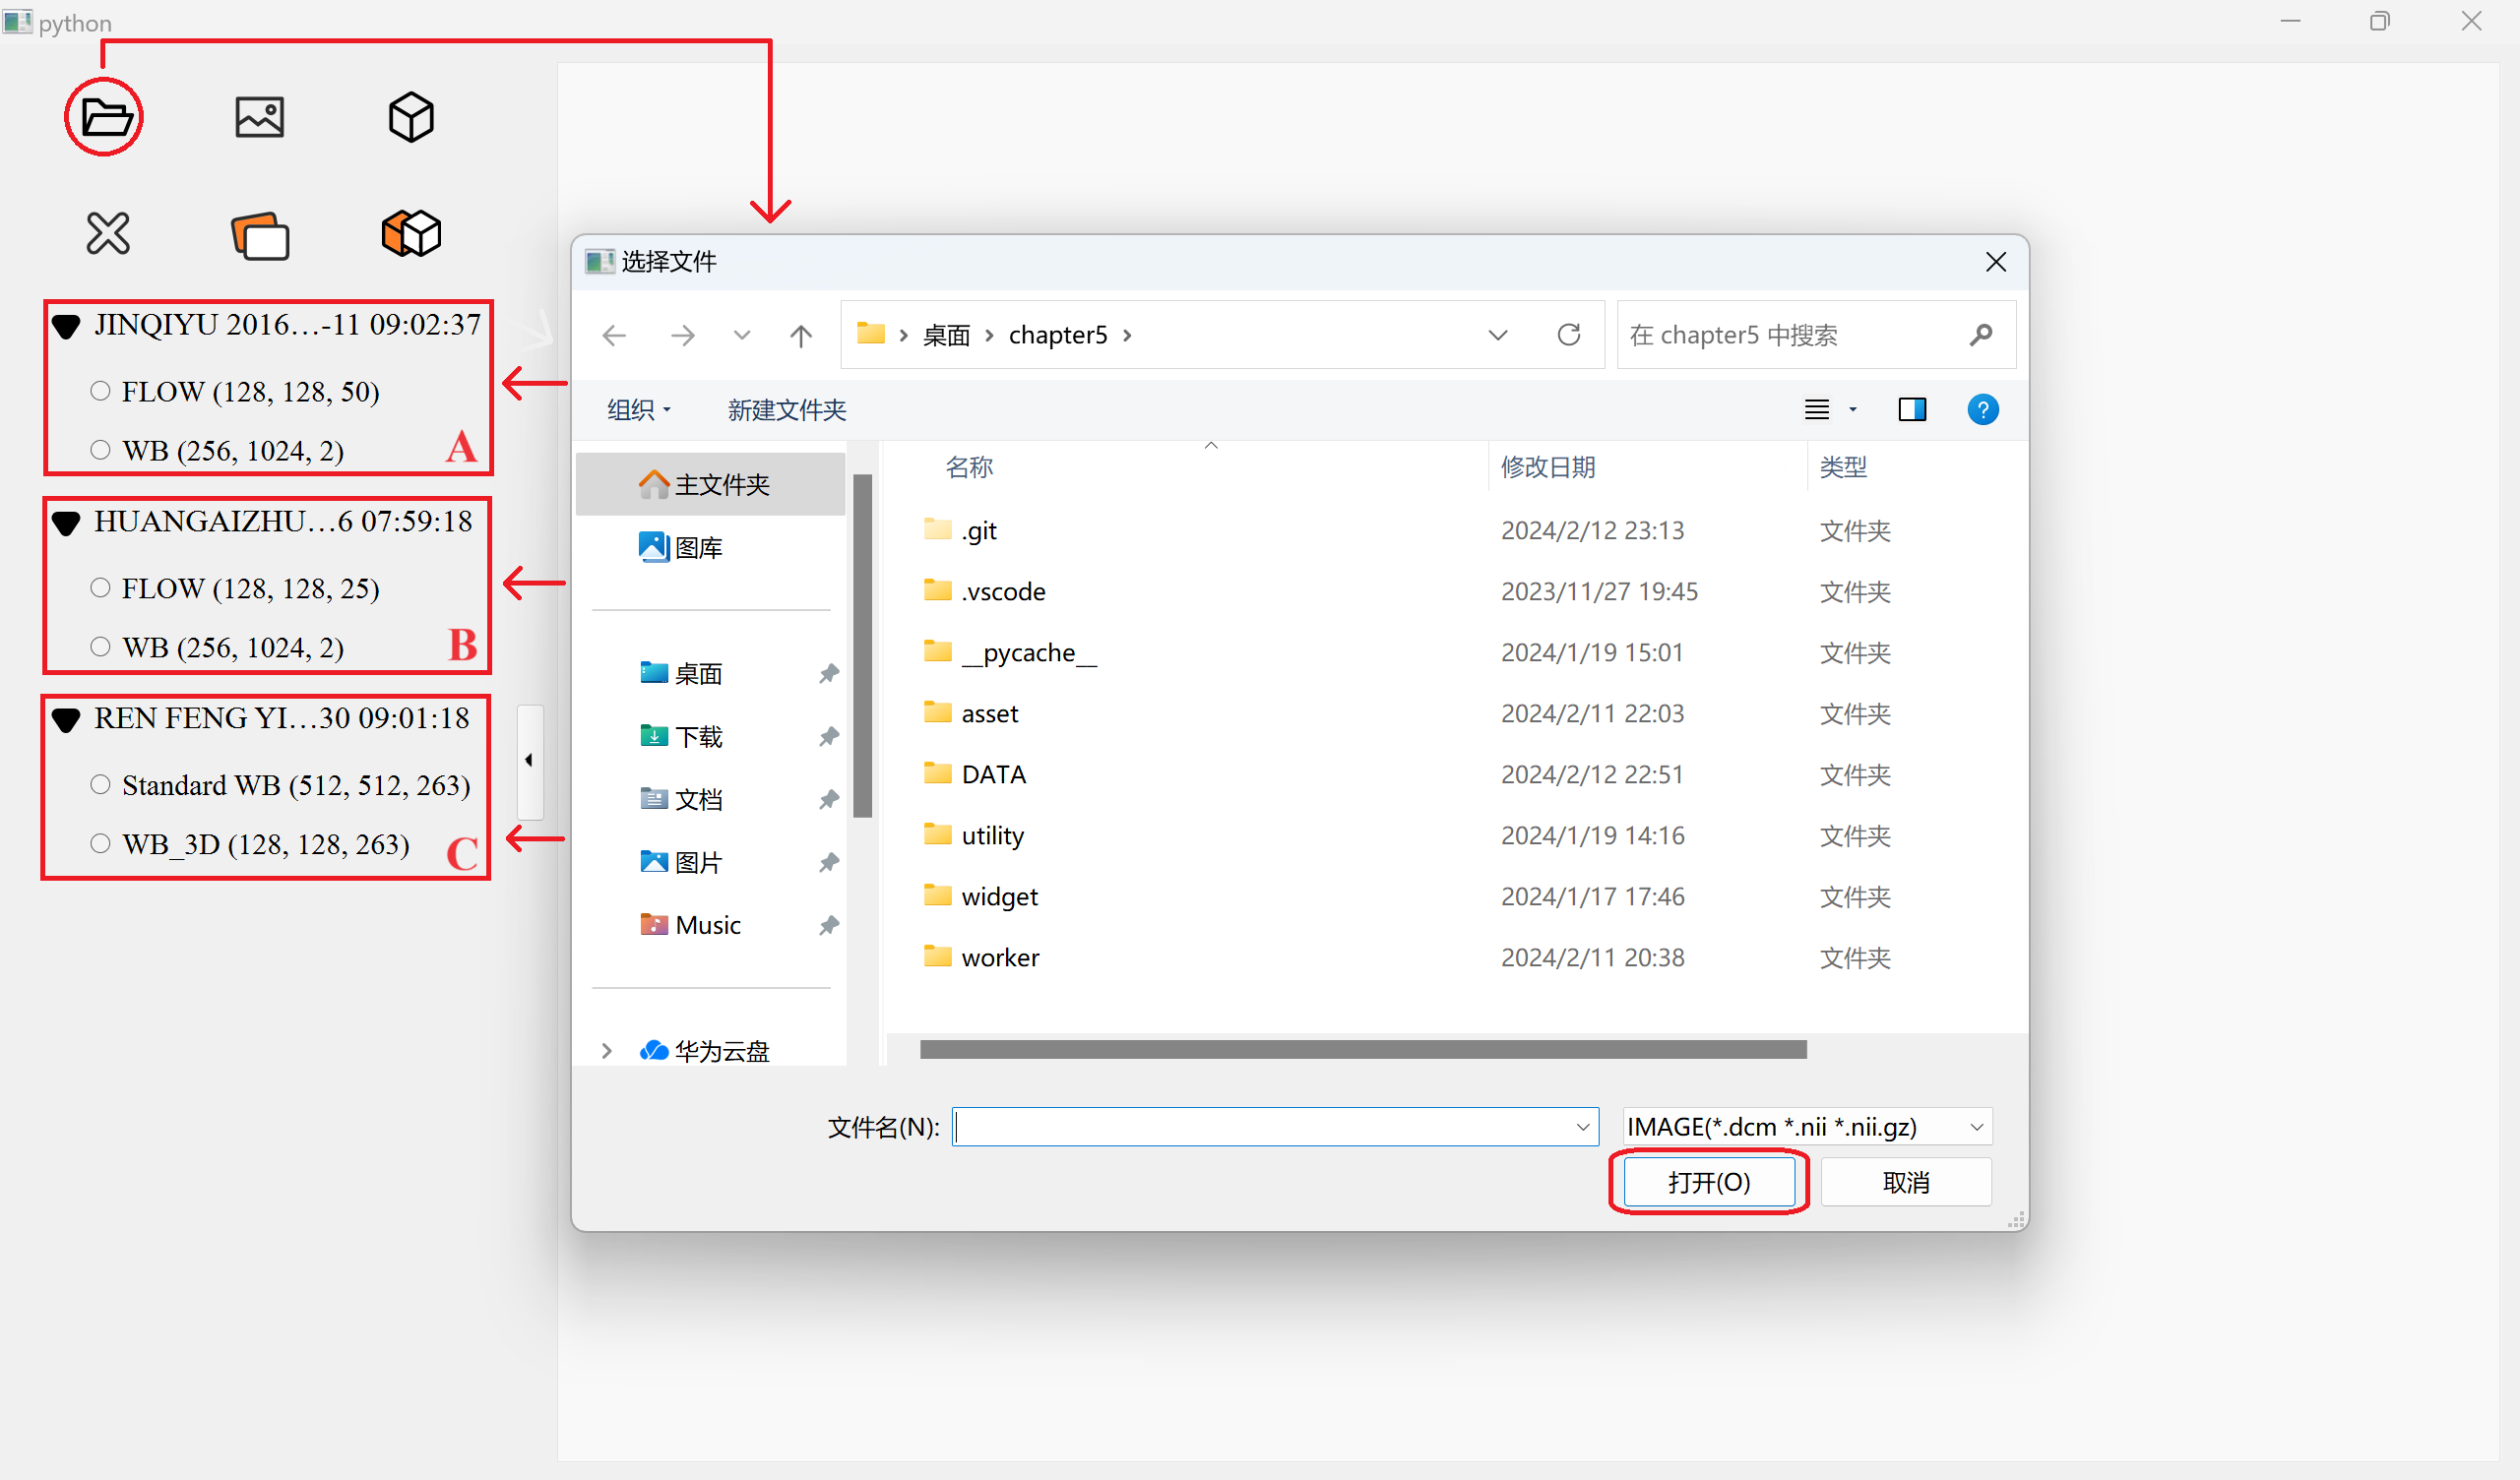 python
JINQIYU 2016…-11 09:02:37
FLOW (128, 128, 50)
WB (256, 1024, 2)
A
HUANGAIZHU…6 07:59:18
FLOW (128, 128, 25)
WB (256, 1024, 2)
B
REN FENG YI…30 09:01:18
Standard WB (512, 512, 263)
WB_3D (128, 128, 263)
C
选择文件
桌面 › chapter5 ›
在 chapter5 中搜索
组织
新建文件夹
?
主文件夹
图库
桌面
下载
文档
图片
Music
华为云盘
名称 修改日期 类型
.git 2024/2/12 23:13 文件夹
.vscode 2023/11/27 19:45 文件夹
__pycache__ 2024/1/19 15:01 文件夹
asset 2024/2/11 22:03 文件夹
DATA 2024/2/12 22:51 文件夹
utility 2024/1/19 14:16 文件夹
widget 2024/1/17 17:46 文件夹
worker 2024/2/11 20:38 文件夹
文件名(N):
IMAGE(*.dcm *.nii *.nii.gz)
打开(O)
取消